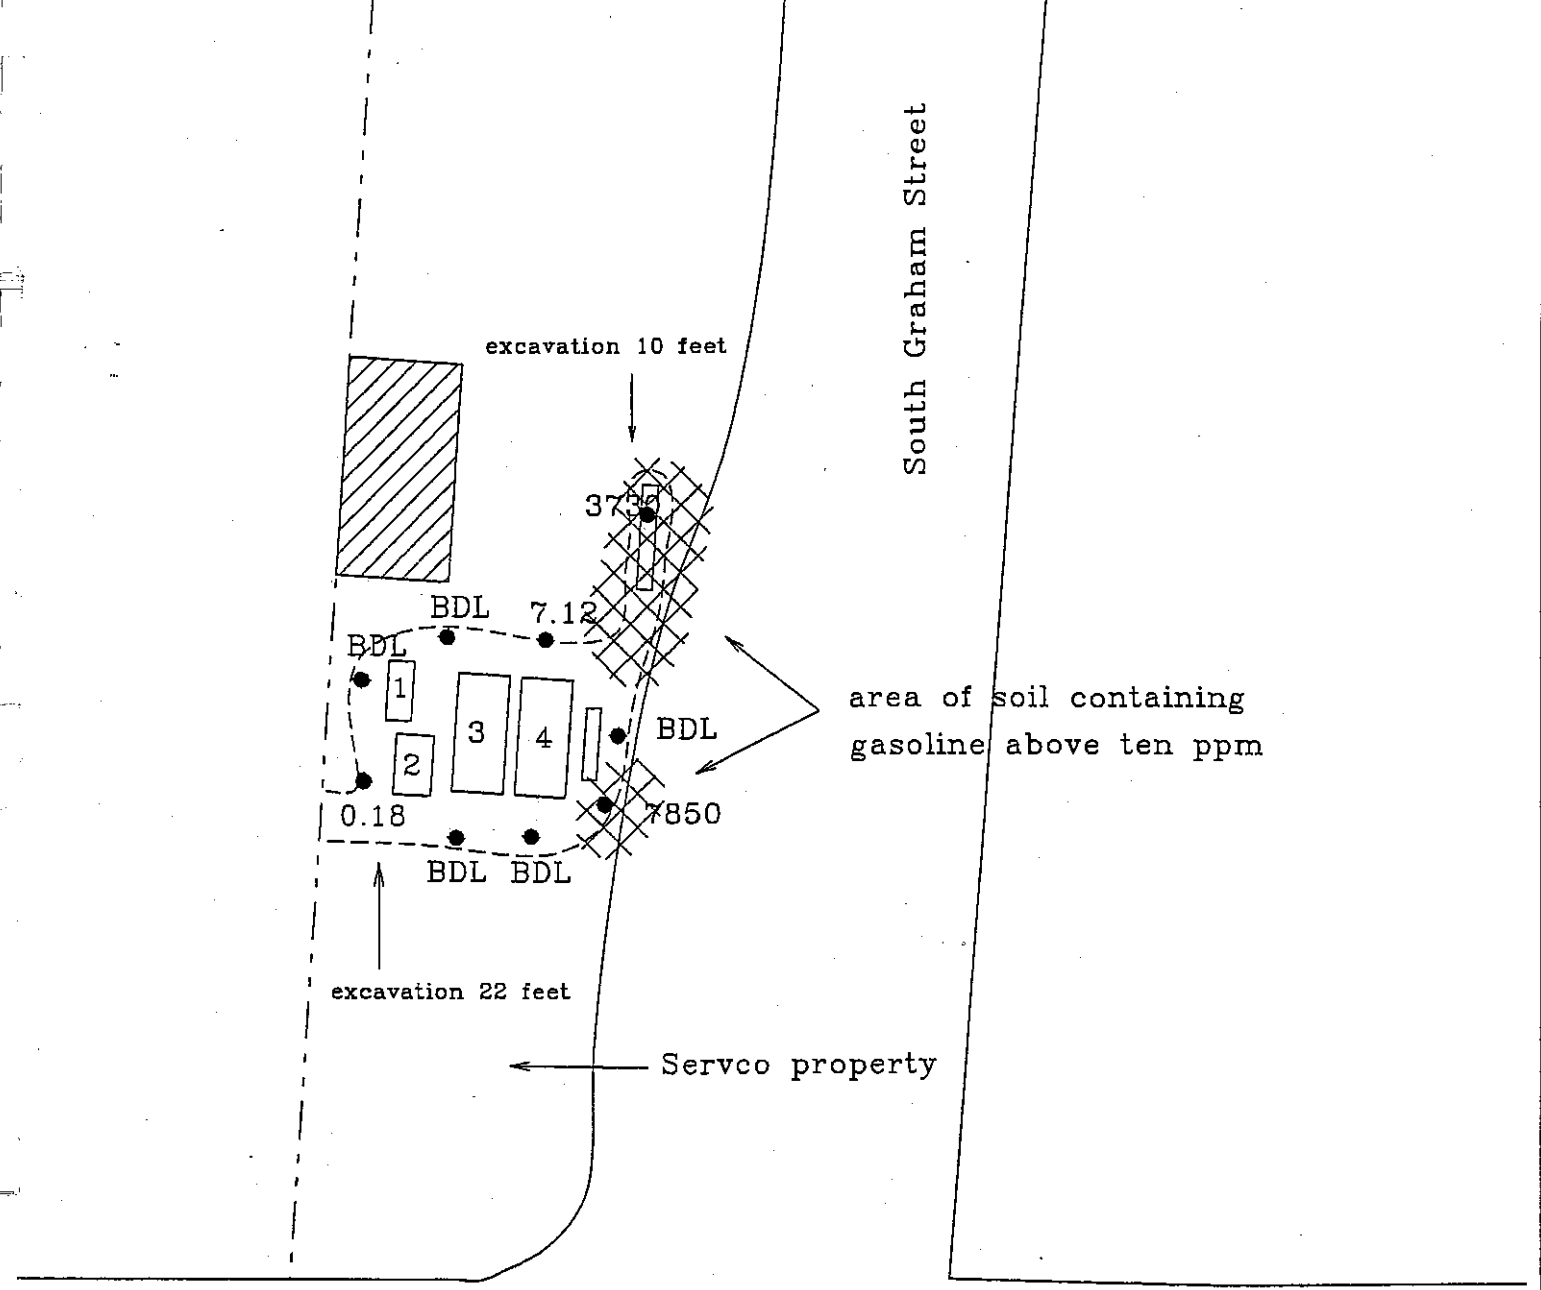 South Graham Street
excavation 10 feet
3730
BDL
7.12
BDL
1
area of soil containing
gasoline above ten ppm
3
4
BDL
2
0.18
7850
BDL
BDL
excavation 22 feet
Servco property